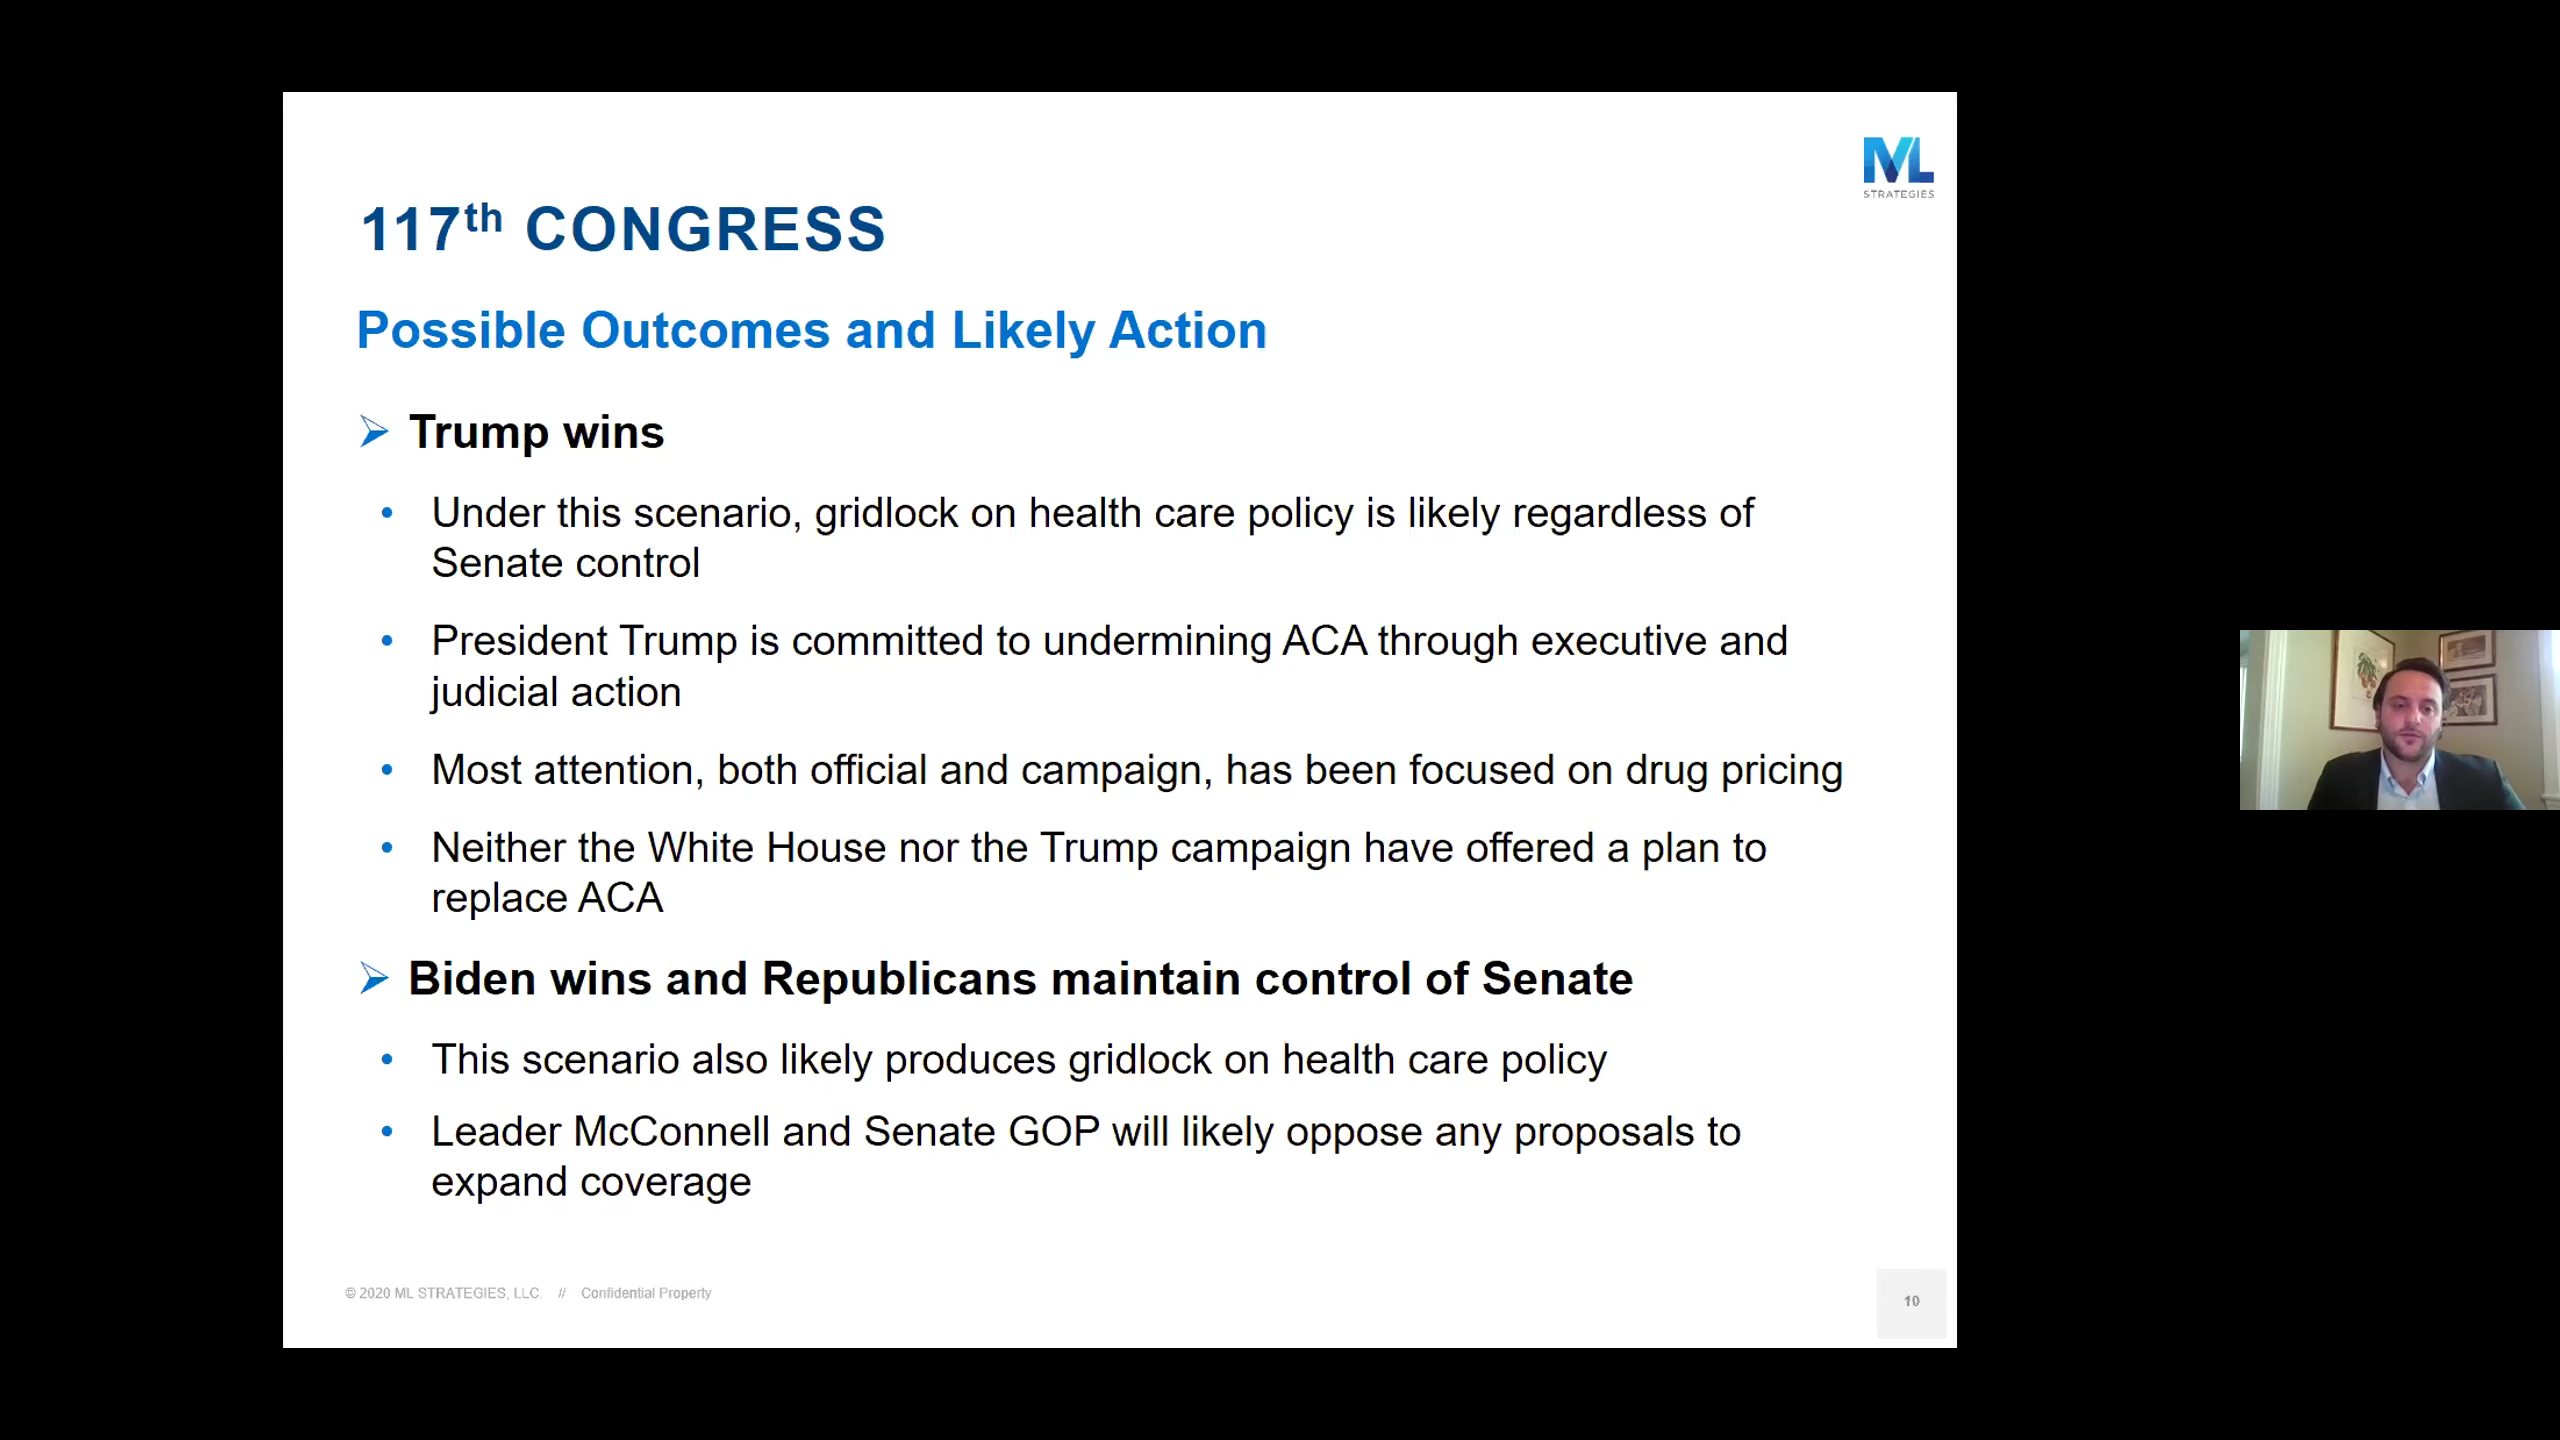 ML
STRATEGIES
117th CONGRESS
Possible Outcomes and Likely Action
➢ Trump wins
• Under this scenario, gridlock on health care policy is likely regardless of
Senate control
• President Trump is committed to undermining ACA through executive and
judicial action
• Most attention, both official and campaign, has been focused on drug pricing
• Neither the White House nor the Trump campaign have offered a plan to
replace ACA
➢ Biden wins and Republicans maintain control of Senate
• This scenario also likely produces gridlock on health care policy
• Leader McConnell and Senate GOP will likely oppose any proposals to
expand coverage
© 2020 ML STRATEGIES, LLC. // Confidential Property
10